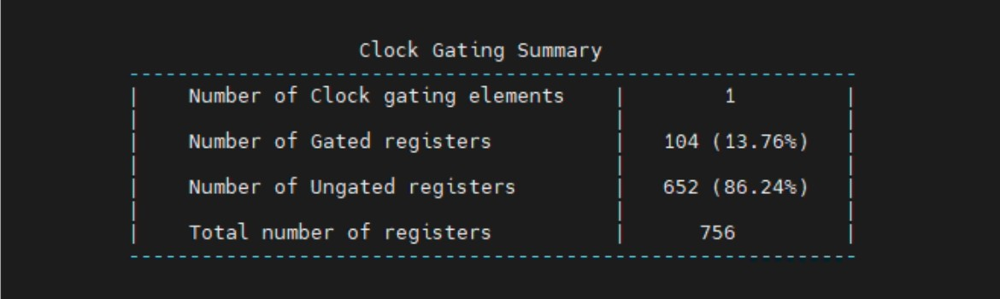 Clock Gating Summary
------------------------------------------------------------
| Number of Clock gating elements | 1 |
| | |
| Number of Gated registers | 104 (13.76%) |
| | |
| Number of Ungated registers | 652 (86.24%) |
| | |
| Total number of registers | 756 |
------------------------------------------------------------